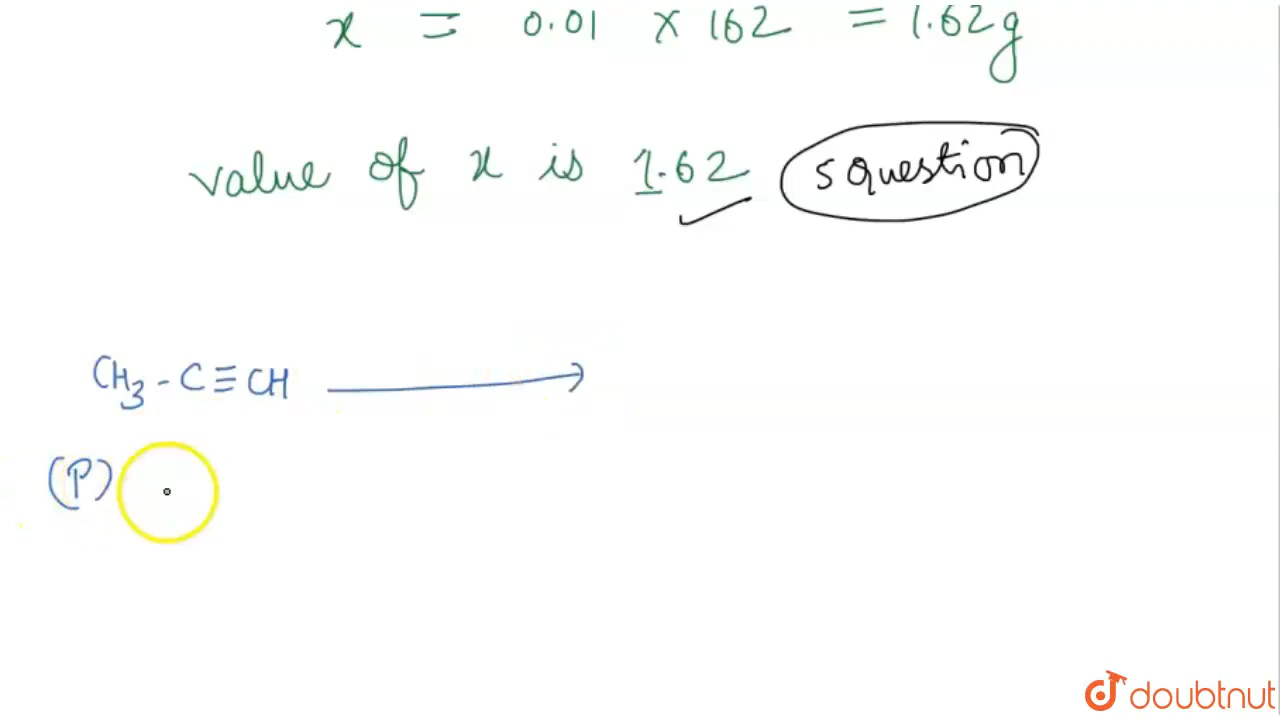 x = 0.01 × 162 = 1.62g
value of x is 1.62 5 question
CH3 - C ≡ CH
(P)
doubtnut